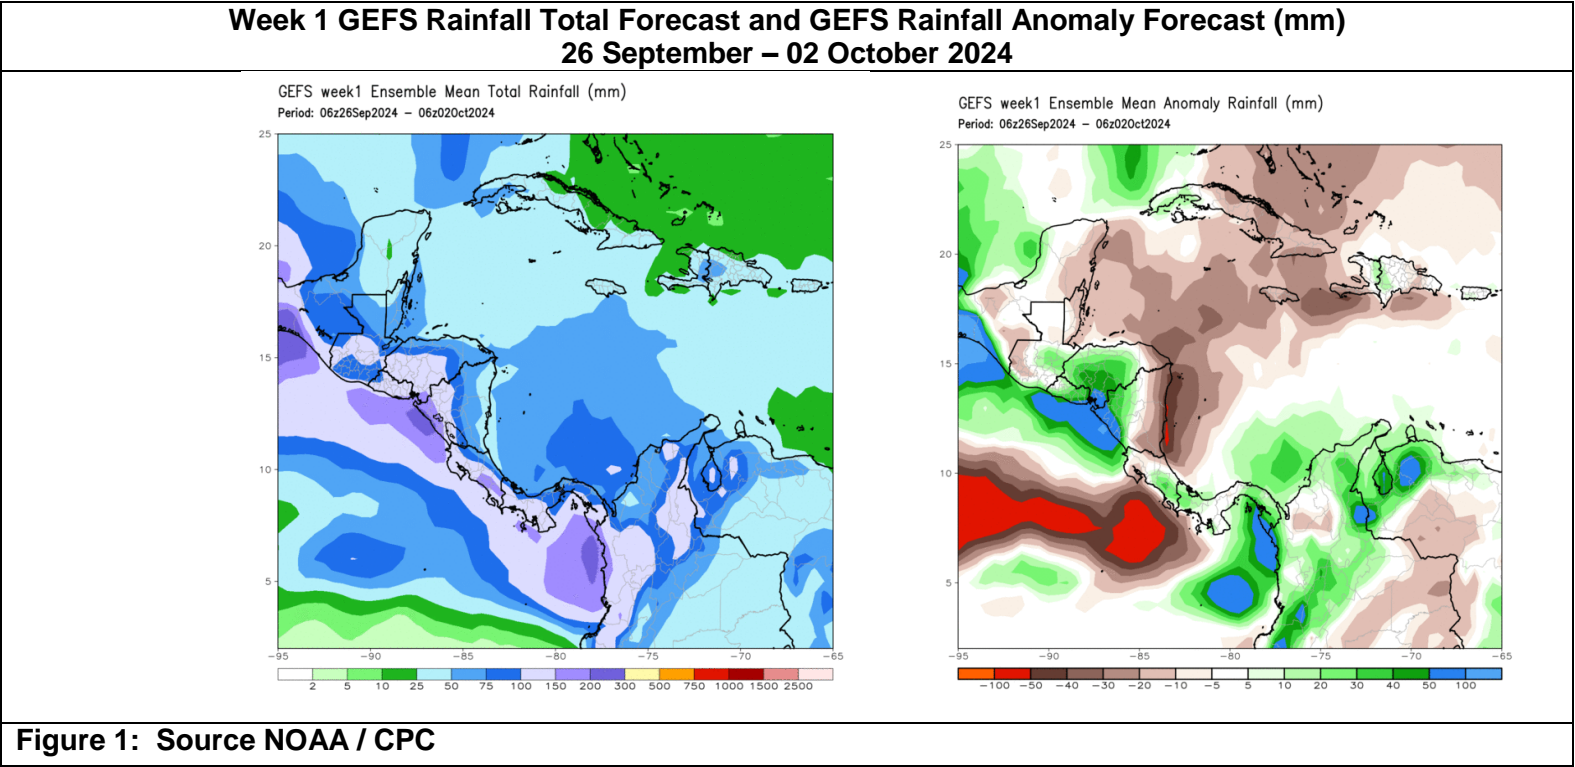 Week 1 GEFS Rainfall Total Forecast and GEFS Rainfall Anomaly Forecast (mm)
26 September – 02 October 2024
GEFS week1 Ensemble Mean Total Rainfall (mm)
Period: 06z26Sep2024 – 06z02Oct2024
25
20
15
10
5
−95 −90 −85 −80 −75 −70 −65
2 5 10 25 50 75 100 150 200 300 500 750 1000 1500 2500
GEFS week1 Ensemble Mean Anomaly Rainfall (mm)
Period: 06z26Sep2024 – 06z02Oct2024
25
20
15
10
5
−95 −90 −85 −80 −75 −70 −65
−100 −50 −40 −30 −20 −10 −5 5 10 20 30 40 50 100
Figure 1: Source NOAA / CPC